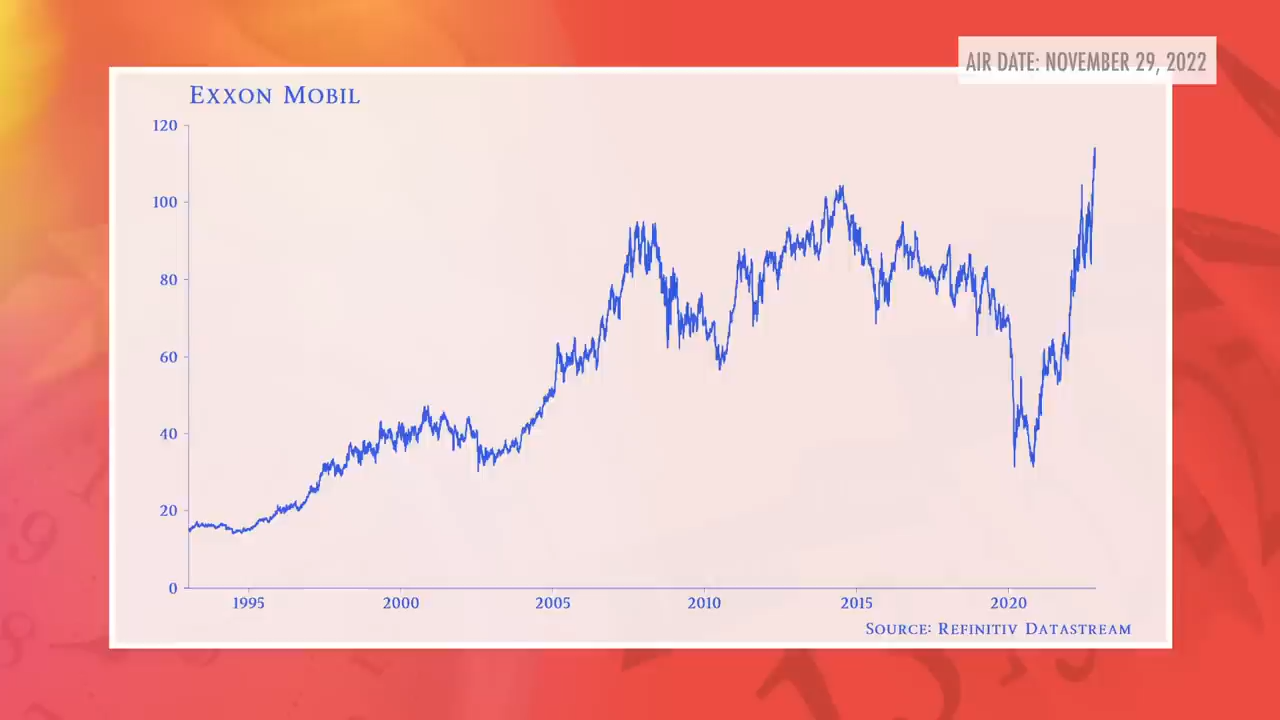 AIR DATE: NOVEMBER 29, 2022
EXXON MOBIL
120
100
80
60
40
20
0
1995 2000 2005 2010 2015 2020
SOURCE: REFINITIV DATASTREAM